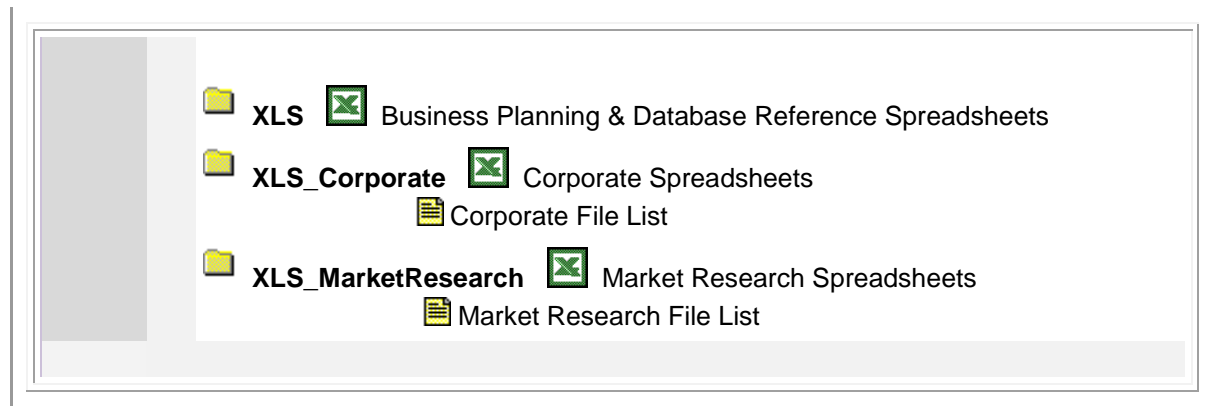 XLS Business Planning & Database Reference Spreadsheets
XLS_Corporate Corporate Spreadsheets
Corporate File List
XLS_MarketResearch Market Research Spreadsheets
Market Research File List